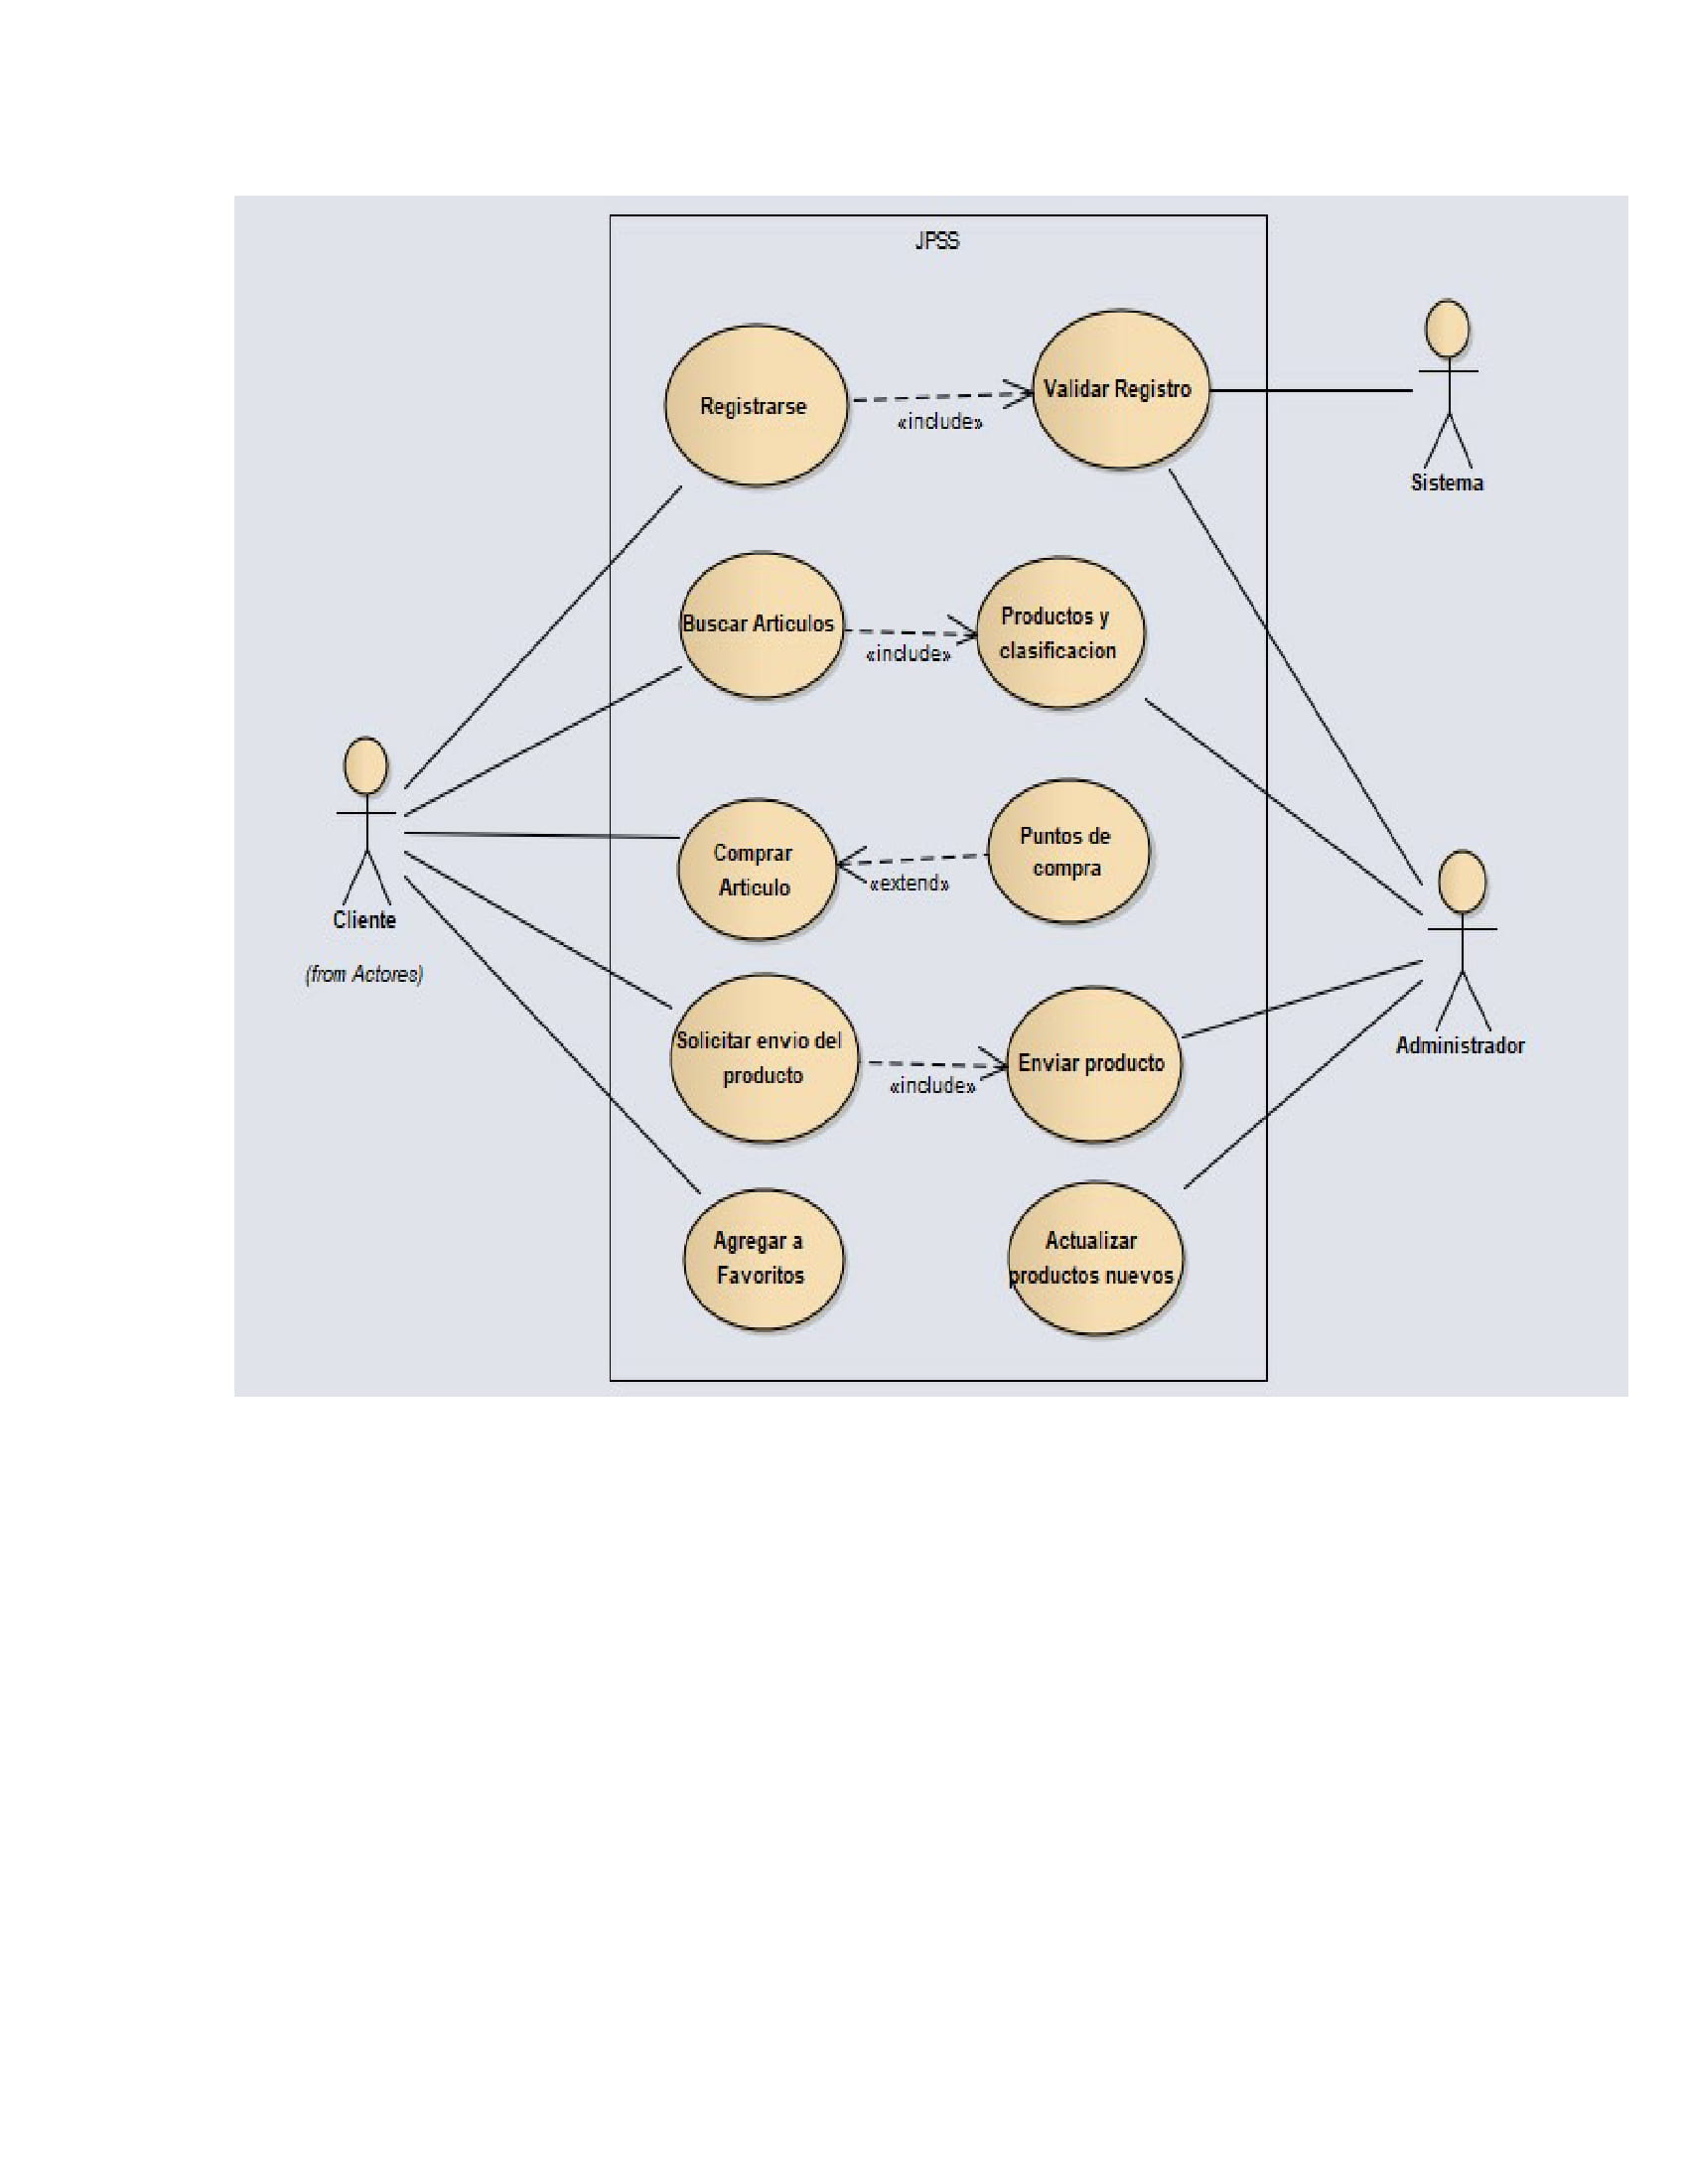 JPSS
Registrarse
«include»
Validar Registro
Sistema
Buscar Articulos
«include»
Productos y
clasificacion
Cliente
(from Actores)
Comprar
Articulo
«extend»
Puntos de
compra
Administrador
Solicitar envio del
producto
«include»
Enviar producto
Agregar a
Favoritos
Actualizar
productos nuevos